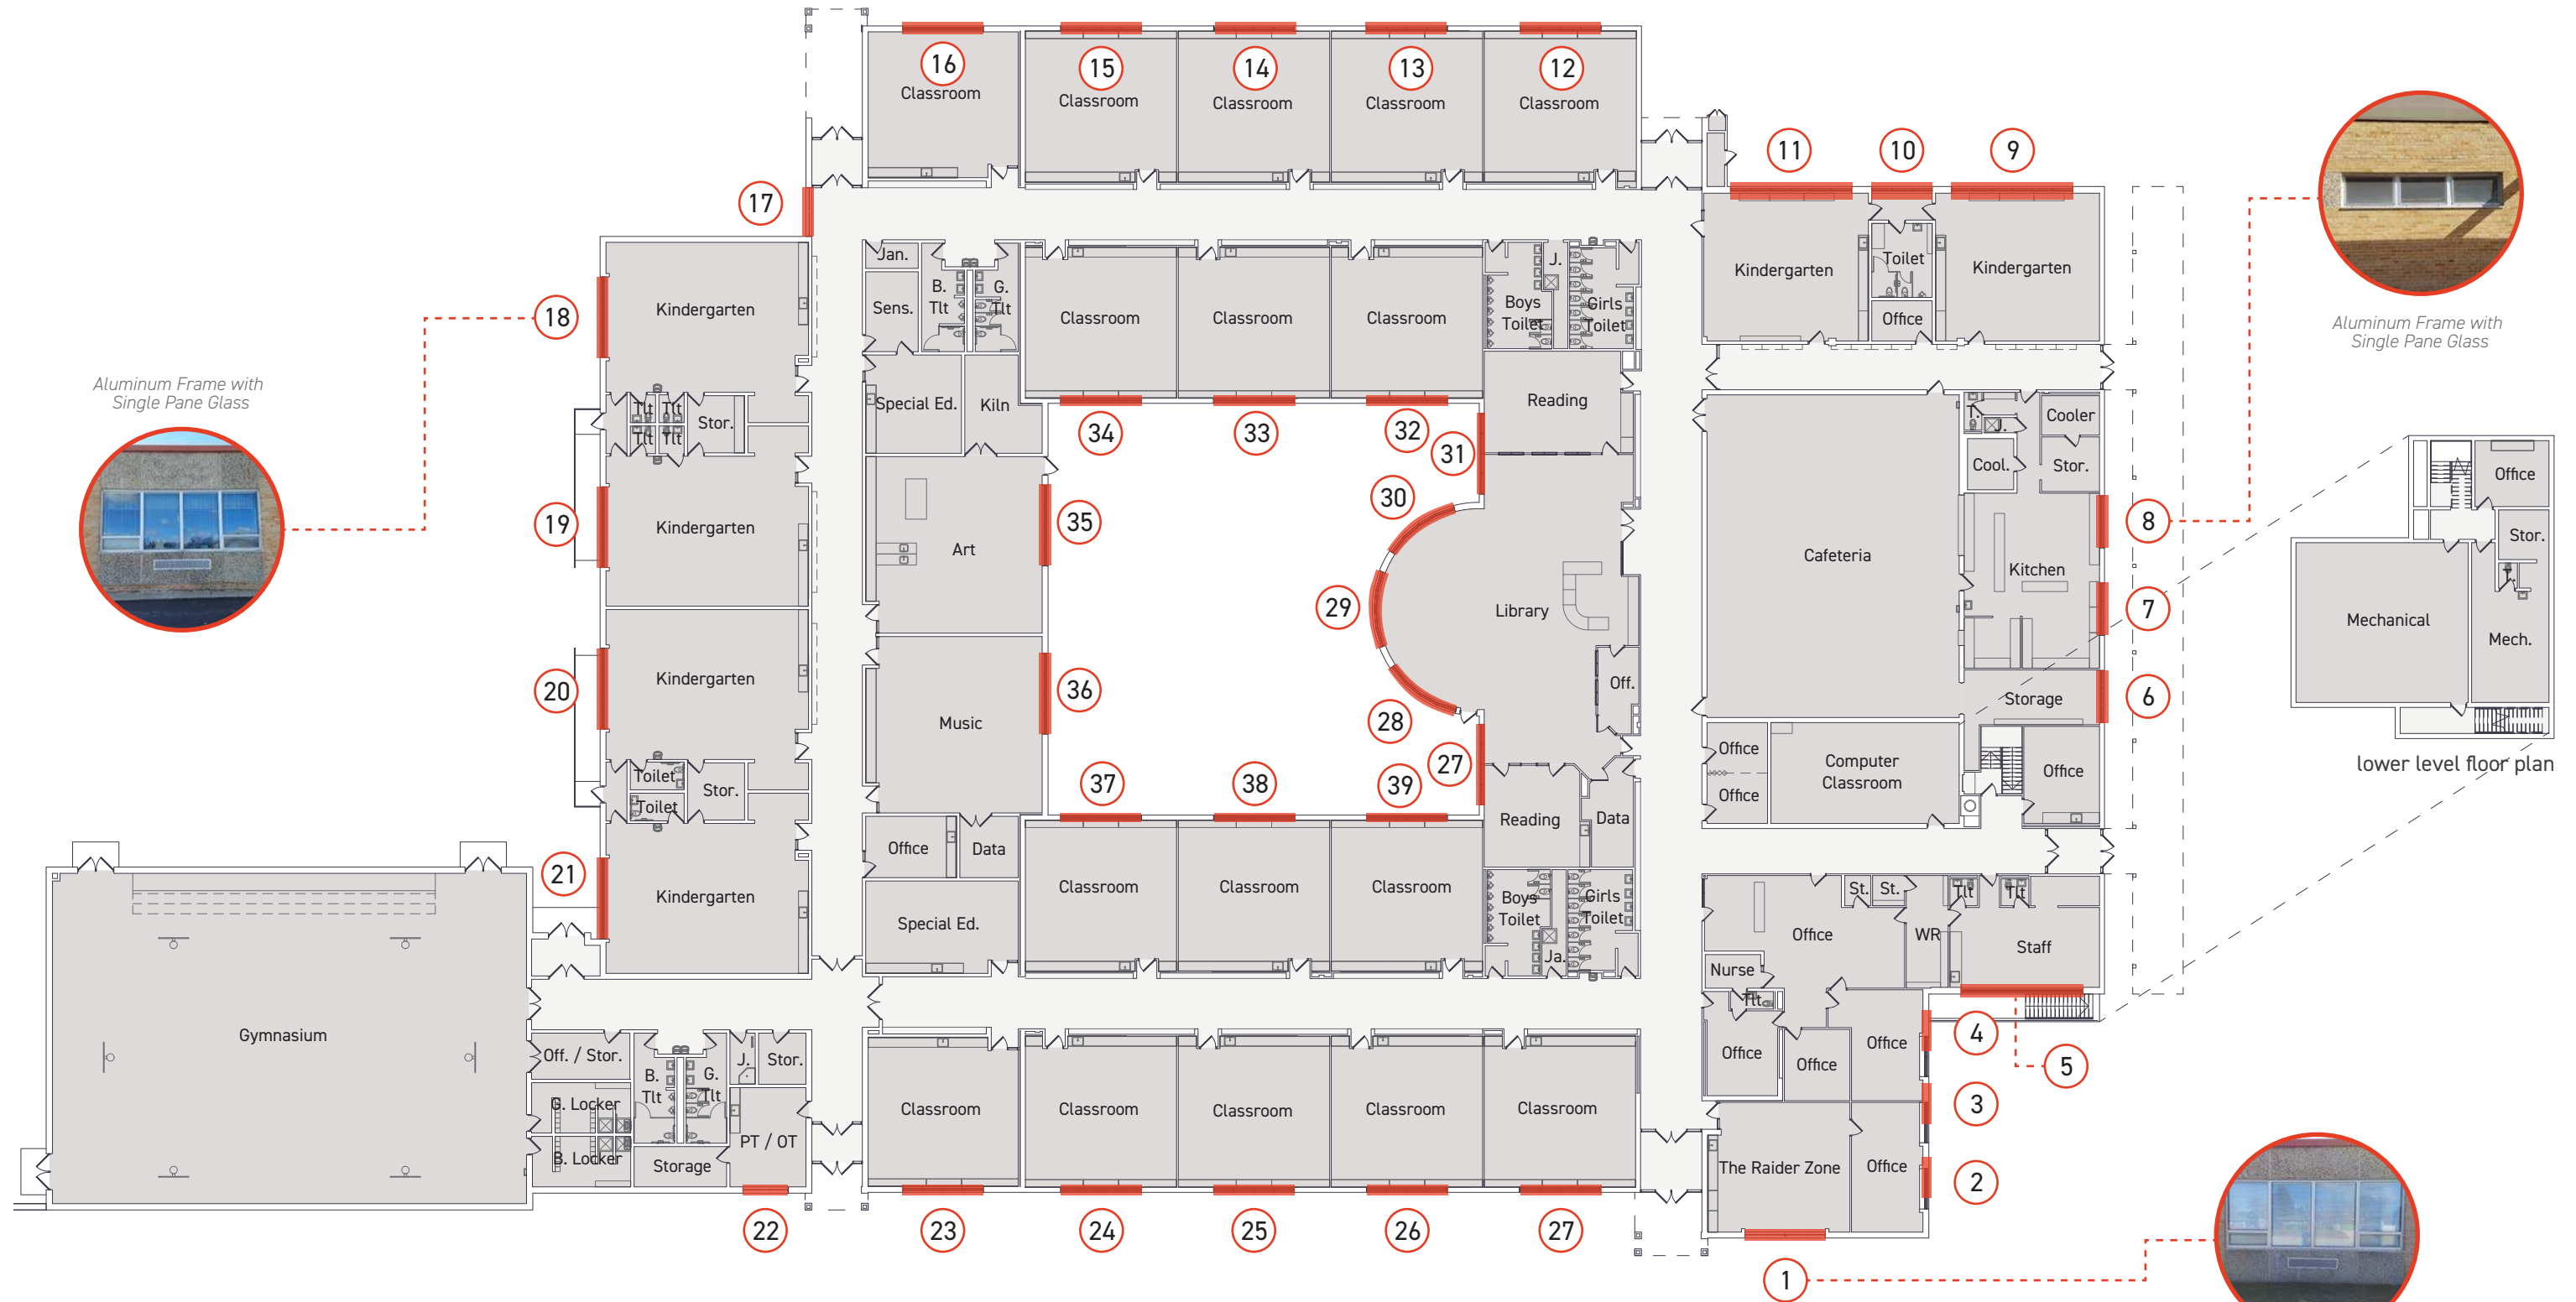 16
15
14
13
12
Classroom
Classroom
Classroom
Classroom
Classroom
11
10
9
17
Jan.
Sens.
B.
Tlt
G.
Tlt
Classroom
Classroom
Classroom
Boys
Toilet
J.
Girls
Toilet
Kindergarten
Toilet
Kindergarten
Office
Aluminum Frame with
Single Pane Glass
18
Kindergarten
Aluminum Frame with
Single Pane Glass
Tlt
Tlt
Tlt
Tlt
Stor.
Special Ed.
Kiln
34
33
32
31
Reading
T.
J.
Cooler
Cool.
Stor.
30
19
Kindergarten
Art
35
29
Library
Cafeteria
Kitchen
8
7
Office
Stor.
T.
Mechanical
Mech.
lower level floor plan
20
Kindergarten
Music
36
28
Off.
Storage
6
Toilet
Toilet
Stor.
37
38
39
27
Office
Office
Computer
Classroom
Office
Reading
Data
21
Kindergarten
Office
Data
Special Ed.
Classroom
Classroom
Classroom
Boys
Toilet
Ja.
Girls
Toilet
St.
St.
Tlt
Tlt
Office
WR
Staff
Nurse
Tlt
Office
Office
Office
4
5
3
Gymnasium
Off. / Stor.
G. Locker
B. Locker
B.
Tlt
G.
Tlt
J.
Stor.
PT / OT
Storage
Classroom
Classroom
Classroom
Classroom
Classroom
The Raider Zone
Office
2
22
23
24
25
26
27
1